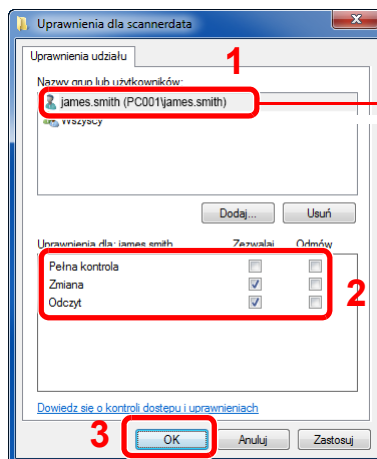 Uprawnienia dla scannerdata
Uprawnienia udziału
1
Nazwy grup lub użytkowników:
james.smith (PC001\james.smith)
Wszyscy
Dodaj... Usuń
Uprawnienia dla: james smith Zezwalaj Odmów
Pełna kontrola
Zmiana
Odczyt
2
Dowiedz się o kontroli dostępu i uprawnieniach
3
OK Anuluj Zastosuj